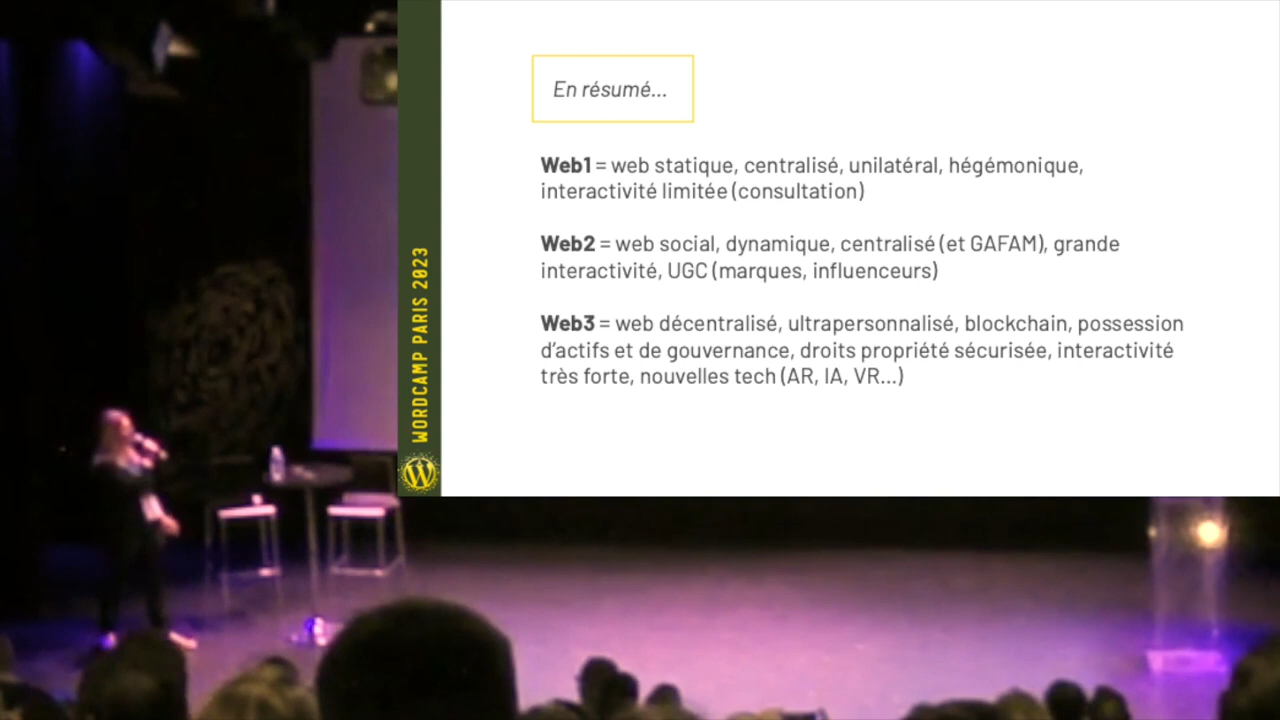 En résumé...
Web1 = web statique, centralisé, unilatéral, hégémonique,
interactivité limitée (consultation)
Web2 = web social, dynamique, centralisé (et GAFAM), grande
interactivité, UGC (marques, influenceurs)
Web3 = web décentralisé, ultrapersonnalisé, blockchain, possession
d'actifs et de gouvernance, droits propriété sécurisée, interactivité
très forte, nouvelles tech (AR, IA, VR...)
WORDCAMP PARIS 2023